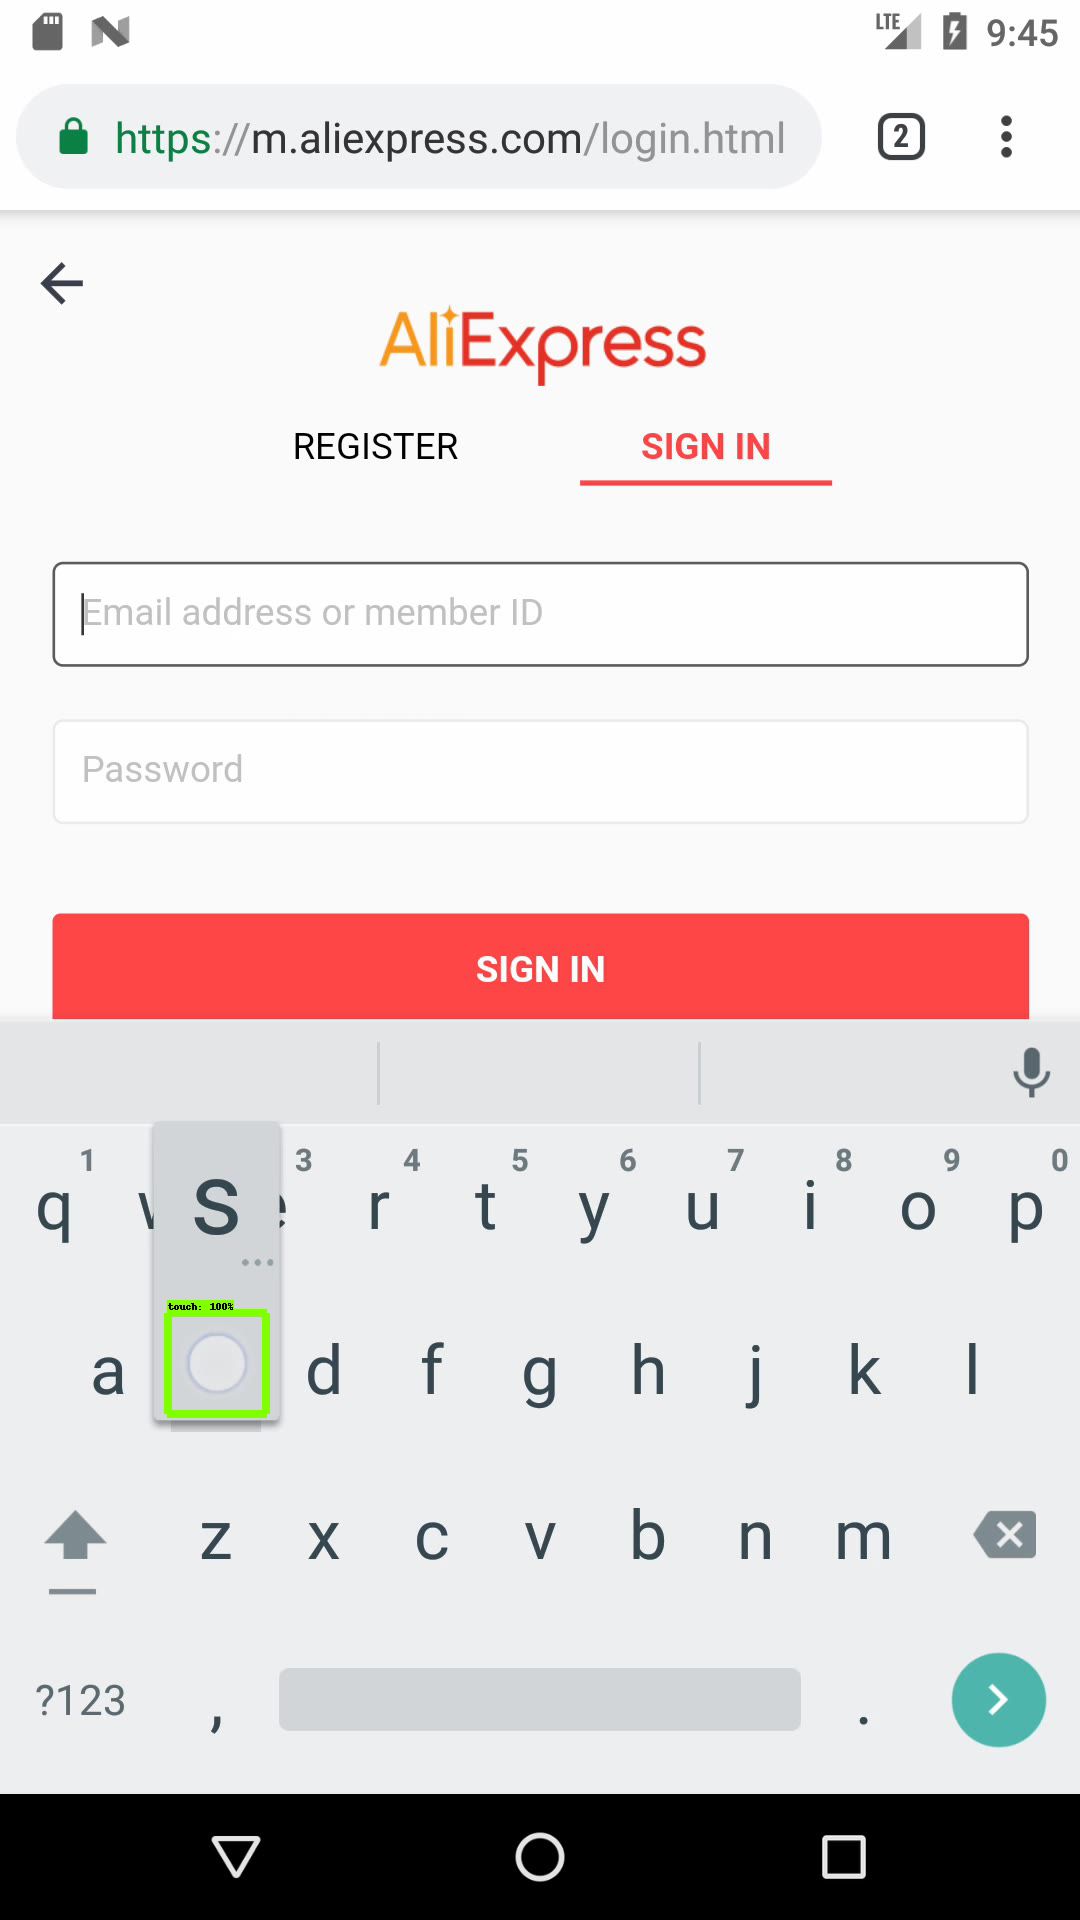 LTE 9:45
https://m.aliexpress.com/login.html 2
AliExpress
REGISTER SIGN IN
Email address or member ID
Password
SIGN IN
1 3 4 5 6 7 8 9 0
q s r t y u i o p
touch: 100%
a d f g h j k l
z x c v b n m
?123 , .